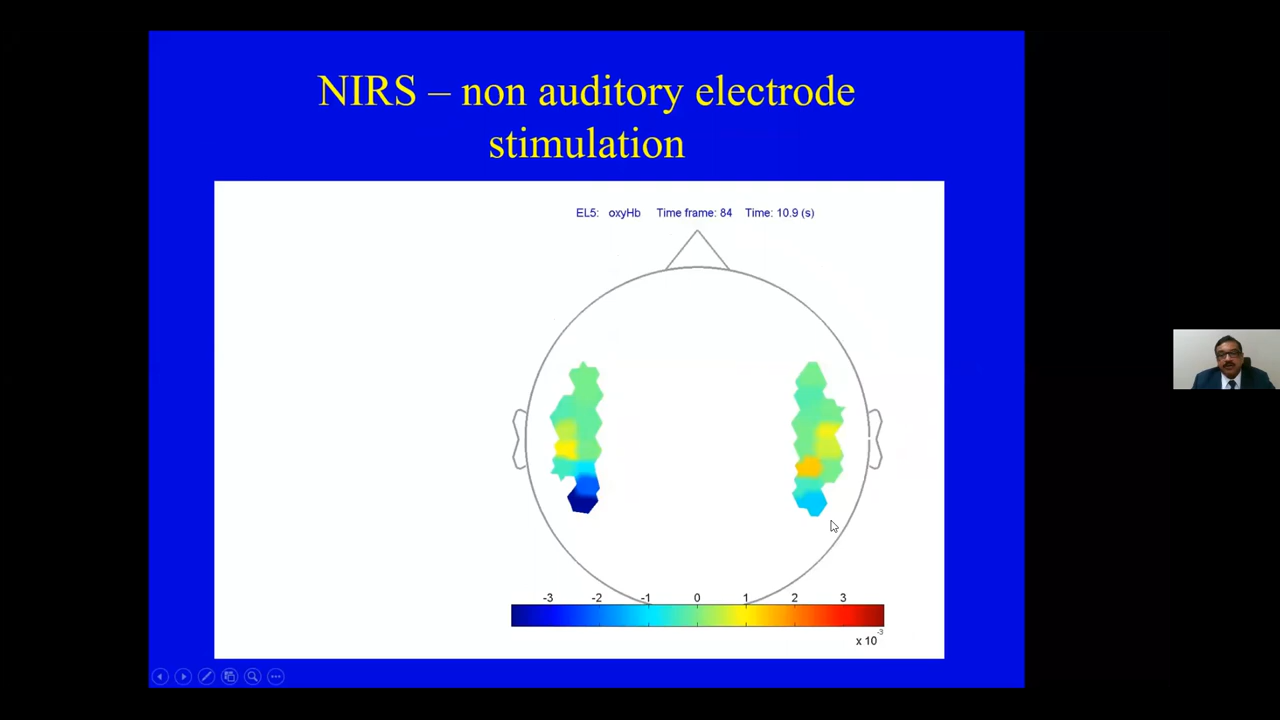 NIRS – non auditory electrode
stimulation
EL5: oxyHb Time frame: 84 Time: 10.9 (s)
-3 -2 -1 0 1 2 3
x 10-3